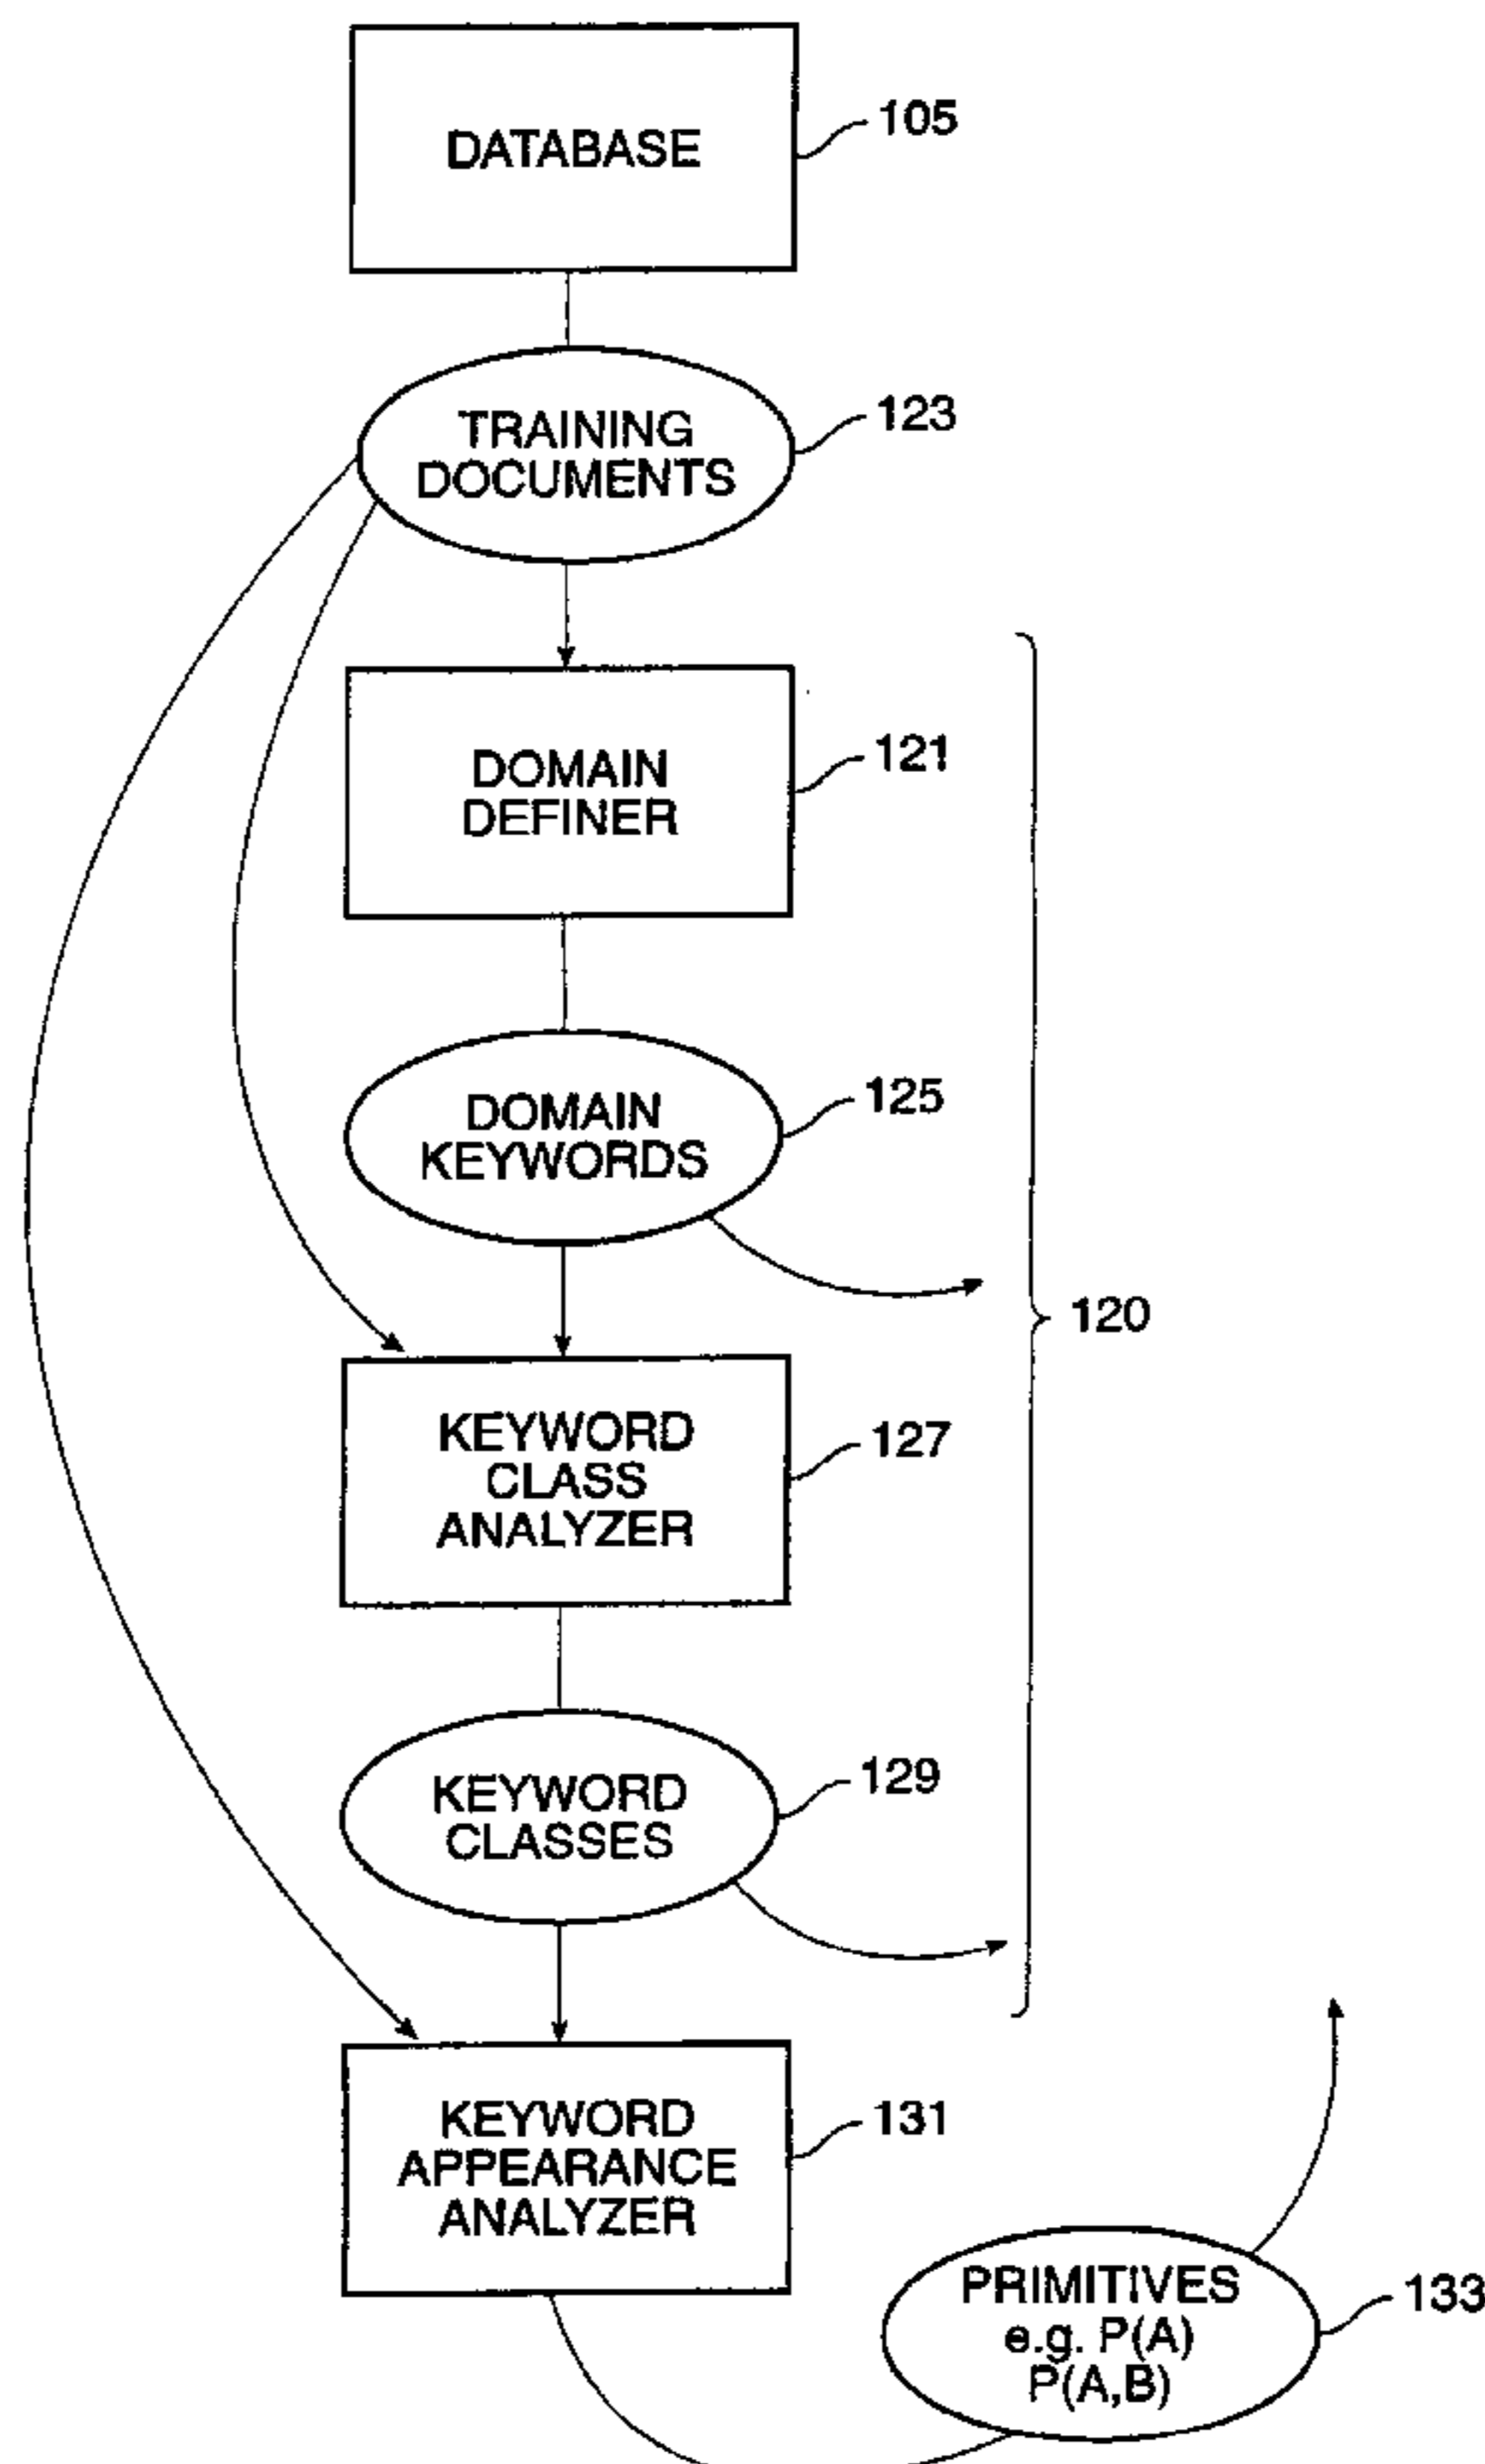 DATABASE
105
TRAINING
DOCUMENTS
123
DOMAIN
DEFINER
121
DOMAIN
KEYWORDS
125
120
KEYWORD
CLASS
ANALYZER
127
KEYWORD
CLASSES
129
KEYWORD
APPEARANCE
ANALYZER
131
PRIMITIVES
e.g. P(A)
P(A,B)
133